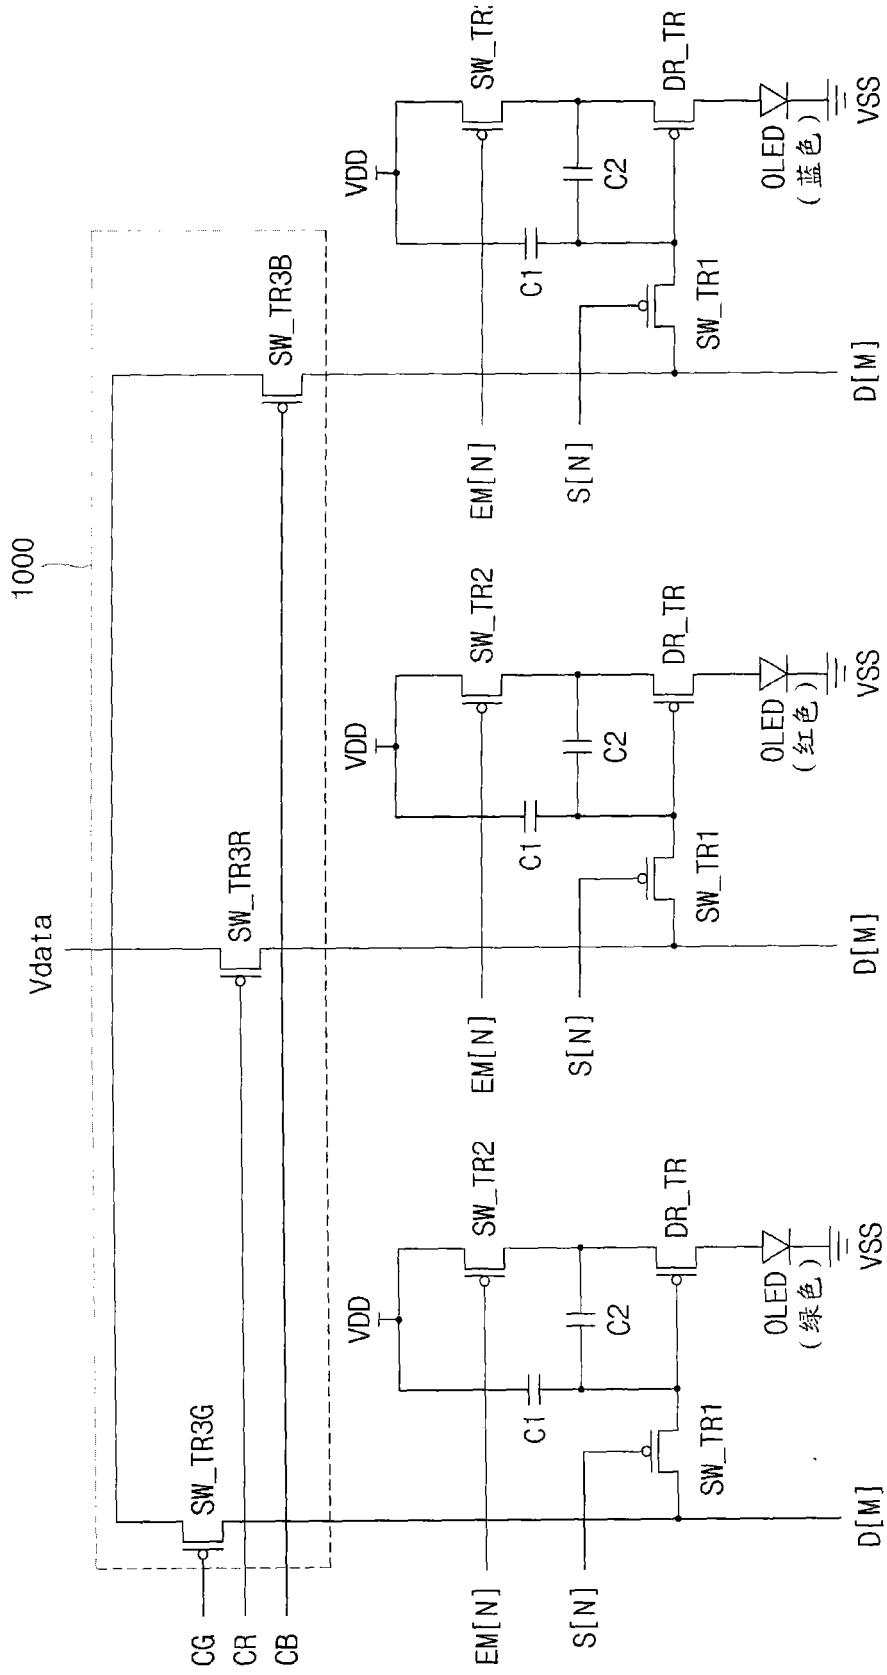 1000
Vdata
CG
CR
CB
SW_TR3G
SW_TR3R
SW_TR3B
VDD
SW_TR2
EM[N]
C1
C2
S[N]
SW_TR1
DR_TR
OLED
(绿色)
VSS
D[M]
VDD
SW_TR2
EM[N]
C1
C2
S[N]
SW_TR1
DR_TR
OLED
(红色)
VSS
D[M]
VDD
SW_TR
EM[N]
C1
C2
S[N]
SW_TR1
DR_TR
OLED
(蓝色)
VSS
D[M]